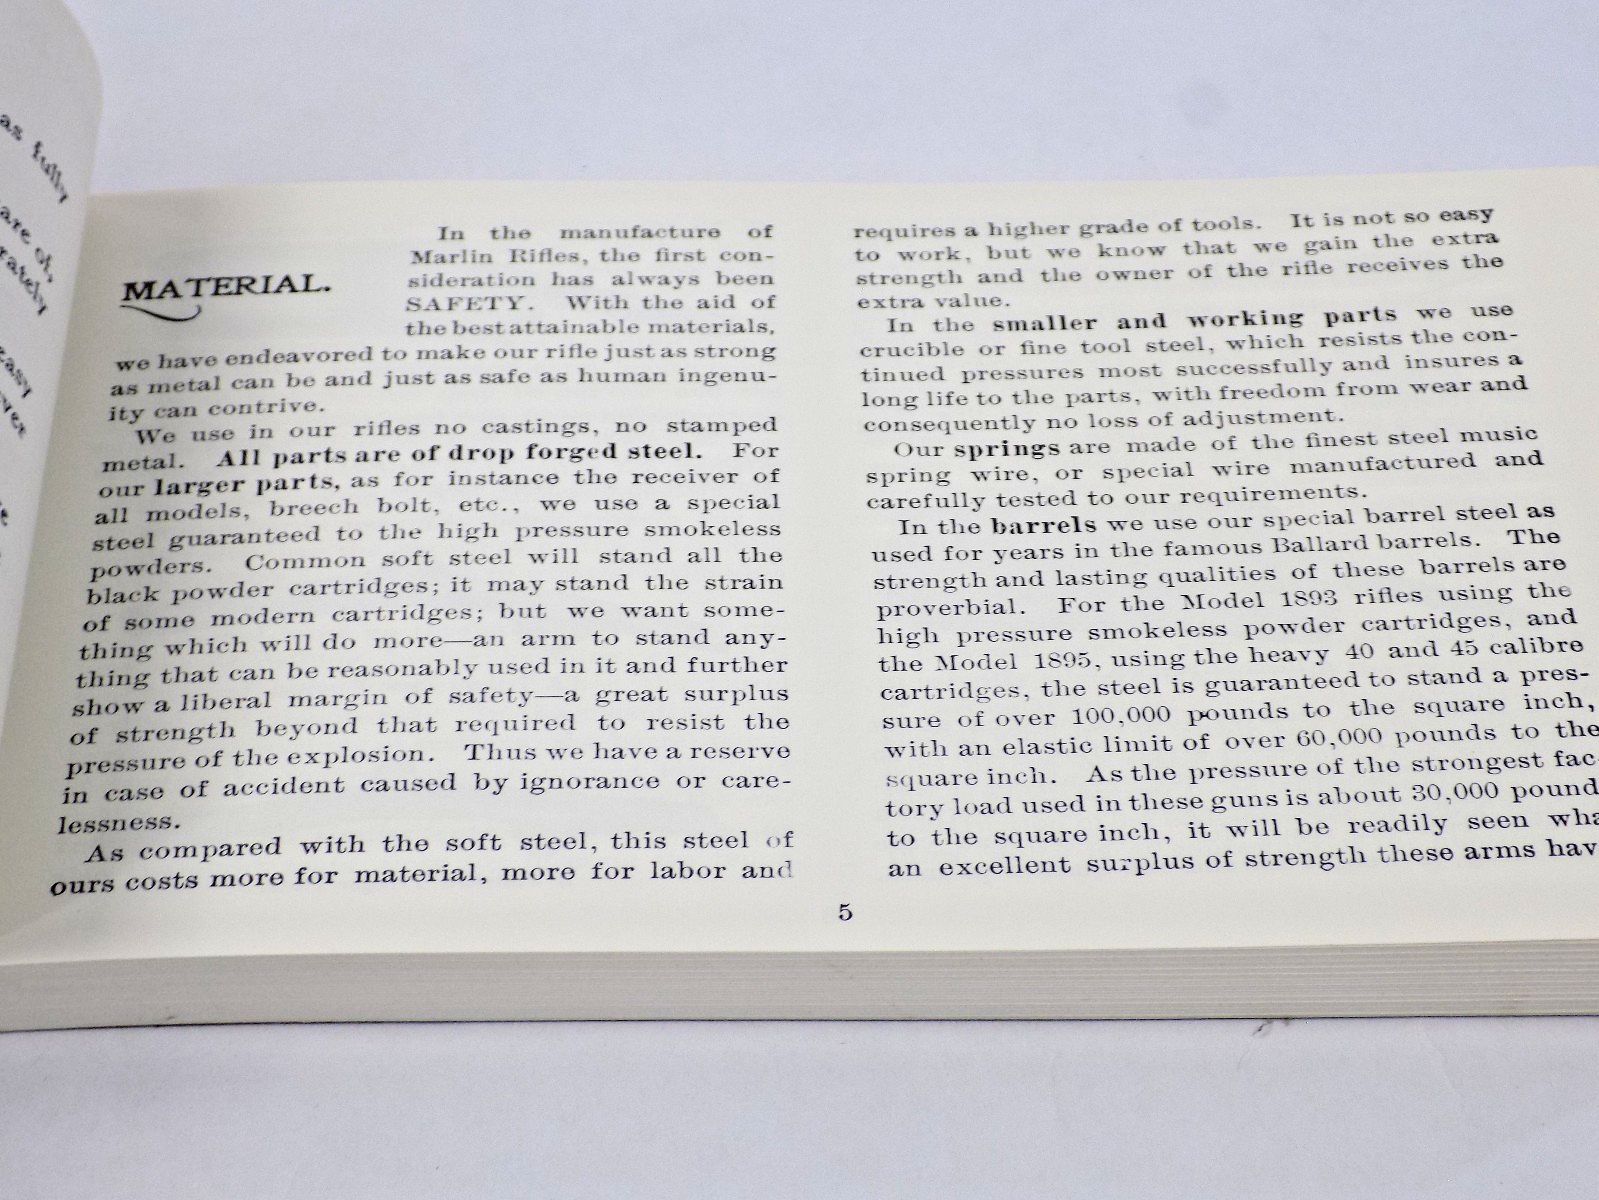 as fully
are of,
rately
easy
ver
MATERIAL.
In the manufacture of
Marlin Rifles, the first con-
sideration has always been
SAFETY. With the aid of
the best attainable materials,
we have endeavored to make our rifle just as strong
as metal can be and just as safe as human ingenu-
ity can contrive.
We use in our rifles no castings, no stamped
metal. All parts are of drop forged steel. For
our larger parts, as for instance the receiver of
all models, breech bolt, etc., we use a special
steel guaranteed to the high pressure smokeless
powders. Common soft steel will stand all the
black powder cartridges; it may stand the strain
of some modern cartridges; but we want some-
thing which will do more—an arm to stand any-
thing that can be reasonably used in it and further
show a liberal margin of safety—a great surplus
of strength beyond that required to resist the
pressure of the explosion. Thus we have a reserve
in case of accident caused by ignorance or care-
lessness.
As compared with the soft steel, this steel of
ours costs more for material, more for labor and
requires a higher grade of tools. It is not so easy
to work, but we know that we gain the extra
strength and the owner of the rifle receives the
extra value.
In the smaller and working parts we use
crucible or fine tool steel, which resists the con-
tinued pressures most successfully and insures a
long life to the parts, with freedom from wear and
consequently no loss of adjustment.
Our springs are made of the finest steel music
spring wire, or special wire manufactured and
carefully tested to our requirements.
In the barrels we use our special barrel steel as
used for years in the famous Ballard barrels. The
strength and lasting qualities of these barrels are
proverbial. For the Model 1893 rifles using the
high pressure smokeless powder cartridges, and
the Model 1895, using the heavy 40 and 45 calibre
cartridges, the steel is guaranteed to stand a pres-
sure of over 100,000 pounds to the square inch,
with an elastic limit of over 60,000 pounds to the
square inch. As the pressure of the strongest fac
tory load used in these guns is about 30,000 pound
to the square inch, it will be readily seen wha
an excellent surplus of strength these arms hav
5